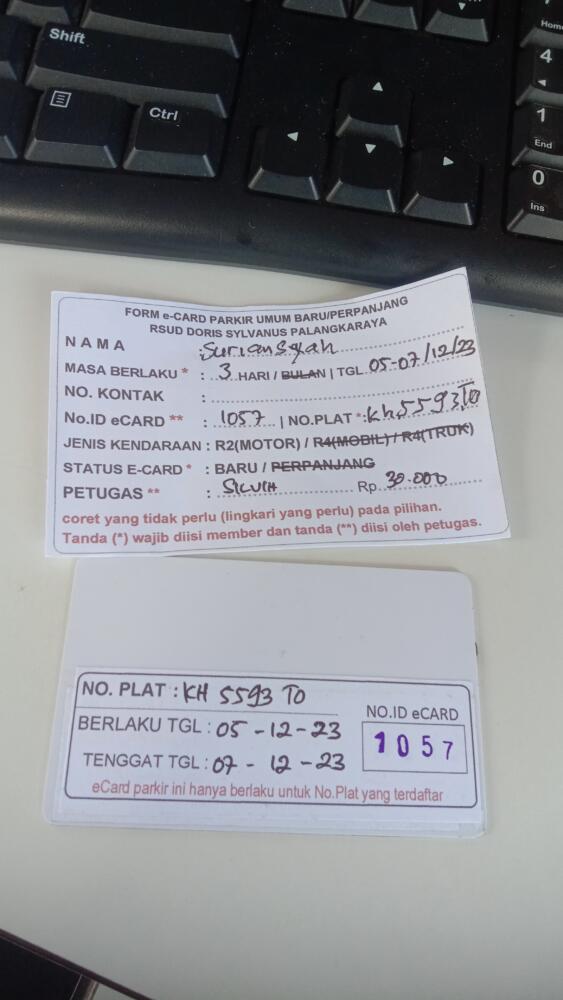 Shift
Ctrl
Home
4
1
End
0
Ins
FORM e-CARD PARKIR UMUM BARU/PERPANJANG
RSUD DORIS SYLVANUS PALANGKARAYA
NAMA : Suriansyah
MASA BERLAKU * : 3 HARI / BULAN | TGL 05-07/12/23
NO. KONTAK :
No.ID eCARD ** : 1057 | NO.PLAT * : Kh 5593 TO
JENIS KENDARAAN : R2(MOTOR) / R4(MOBIL) / R4(TRUK)
STATUS E-CARD * : BARU / PERPANJANG
PETUGAS ** : Rp. 30.000
coret yang tidak perlu (lingkari yang perlu) pada pilihan.
Tanda (*) wajib diisi member dan tanda (**) diisi oleh petugas.
NO. PLAT : KH 5593 TO
BERLAKU TGL : 05 - 12 - 23
TENGGAT TGL : 07 - 12 - 23
NO.ID eCARD
1057
eCard parkir ini hanya berlaku untuk No.Plat yang terdaftar